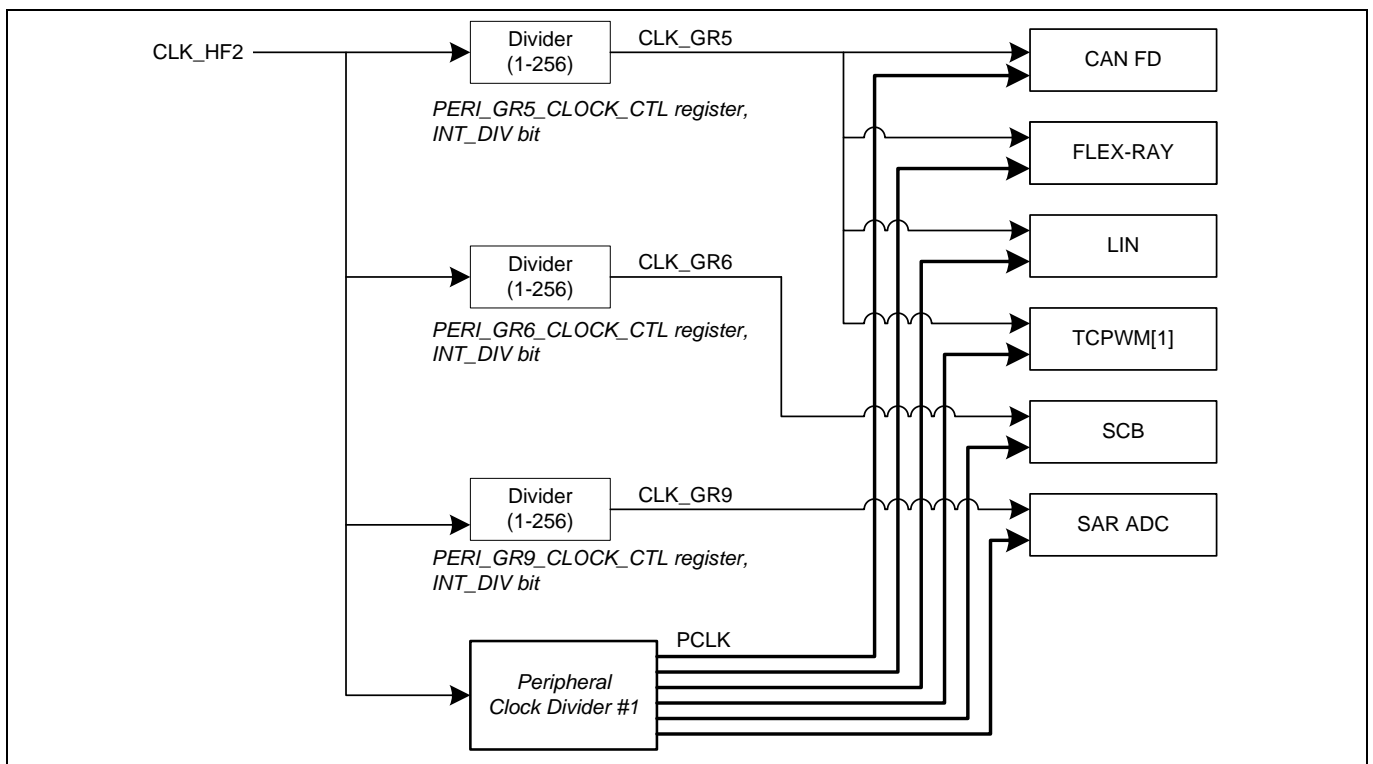 CLK_HF2
Divider
(1-256)
CLK_GR5
PERI_GR5_CLOCK_CTL register,
INT_DIV bit
CAN FD
FLEX-RAY
LIN
Divider
(1-256)
CLK_GR6
PERI_GR6_CLOCK_CTL register,
INT_DIV bit
TCPWM[1]
SCB
Divider
(1-256)
CLK_GR9
PERI_GR9_CLOCK_CTL register,
INT_DIV bit
SAR ADC
PCLK
Peripheral
Clock Divider #1